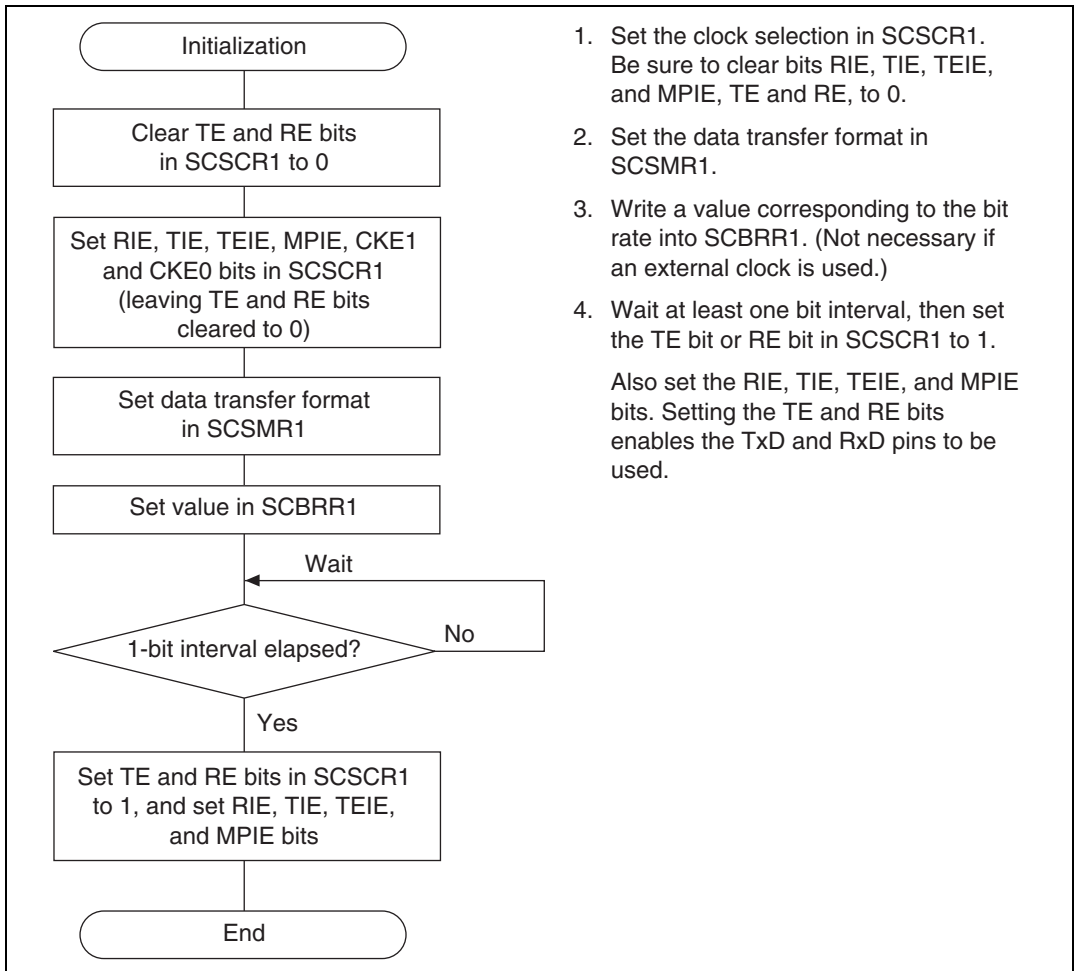 Initialization
Clear TE and RE bits
in SCSCR1 to 0
Set RIE, TIE, TEIE, MPIE, CKE1
and CKE0 bits in SCSCR1
(leaving TE and RE bits
cleared to 0)
Set data transfer format
in SCSMR1
Set value in SCBRR1
Wait
1-bit interval elapsed?
No
Yes
Set TE and RE bits in SCSCR1
to 1, and set RIE, TIE, TEIE,
and MPIE bits
End
1. Set the clock selection in SCSCR1.
Be sure to clear bits RIE, TIE, TEIE,
and MPIE, TE and RE, to 0.
2. Set the data transfer format in
SCSMR1.
3. Write a value corresponding to the bit
rate into SCBRR1. (Not necessary if
an external clock is used.)
4. Wait at least one bit interval, then set
the TE bit or RE bit in SCSCR1 to 1.
Also set the RIE, TIE, TEIE, and MPIE
bits. Setting the TE and RE bits
enables the TxD and RxD pins to be
used.